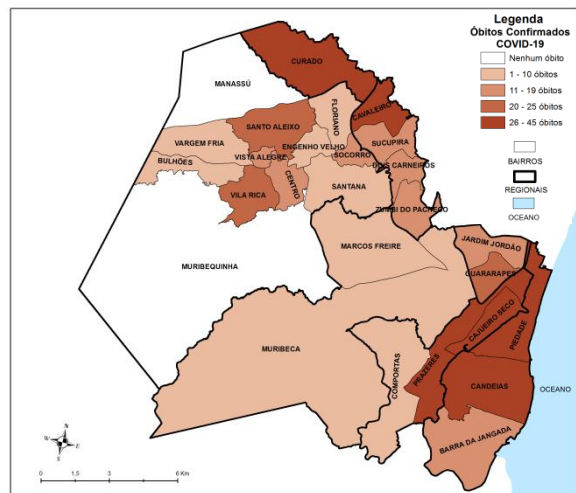 Legenda
Óbitos Confirmados
COVID-19
Nenhum óbito
1 - 10 óbitos
11 - 19 óbitos
20 - 25 óbitos
26 - 45 óbitos
BAIRROS
REGIONAIS
OCEANO
CURADO
MANASSÚ
FLORIANO
CAVALEIRO
SANTO ALEIXO
VARGEM FRIA
ENGENHO VELHO
SUCUPIRA
BULHÕES
VISTA ALEGRE
SOCORRO
DOIS CARNEIROS
VILA RICA
CENTRO
SANTANA
ZUMBI DO PACHECO
MARCOS FREIRE
JARDIM JORDÃO
MURIBEQUINHA
GUARARAPES
CAJUEIRO SECO
PIEDADE
MURIBECA
COMPORTAS
PRAZERES
CANDEIAS
OCEANO
BARRA DA JANGADA
N
W
E
S
0 1,5 3 6 Km